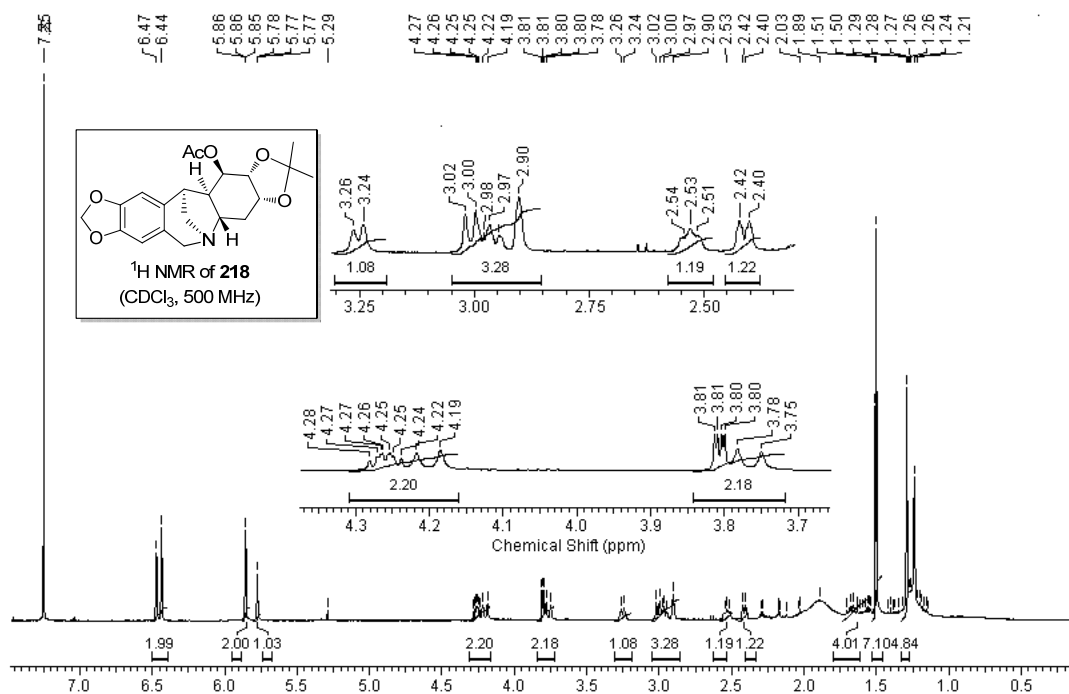 7.25 6.47 6.44 5.86 5.86 5.85 5.78 5.77 5.77 5.29 4.27 4.26 4.25 4.25 4.22 4.19 3.81 3.81 3.80 3.80 3.78 3.26 3.24 3.02 3.00 2.97 2.90 2.53 2.42 2.40 2.03 1.89 1.51 1.50 1.29 1.28 1.27 1.26 1.26 1.24 1.21
AcO H O O
O O N H
¹H NMR of 218
(CDCl₃, 500 MHz)
3.26 3.24 3.02 3.00 2.98 2.97 2.90 2.54 2.53 2.51 2.42 2.40
1.08 3.28 1.19 1.22
3.25 3.00 2.75 2.50
4.28 4.27 4.27 4.26 4.25 4.25 4.24 4.22 4.19 3.81 3.81 3.80 3.80 3.78 3.75
2.20 2.18
4.3 4.2 4.1 4.0 3.9 3.8 3.7
Chemical Shift (ppm)
1.99 2.00 1.03 2.20 2.18 1.08 3.28 1.19 1.22 4.01 7.10 4.84
7.0 6.5 6.0 5.5 5.0 4.5 4.0 3.5 3.0 2.5 2.0 1.5 1.0 0.5